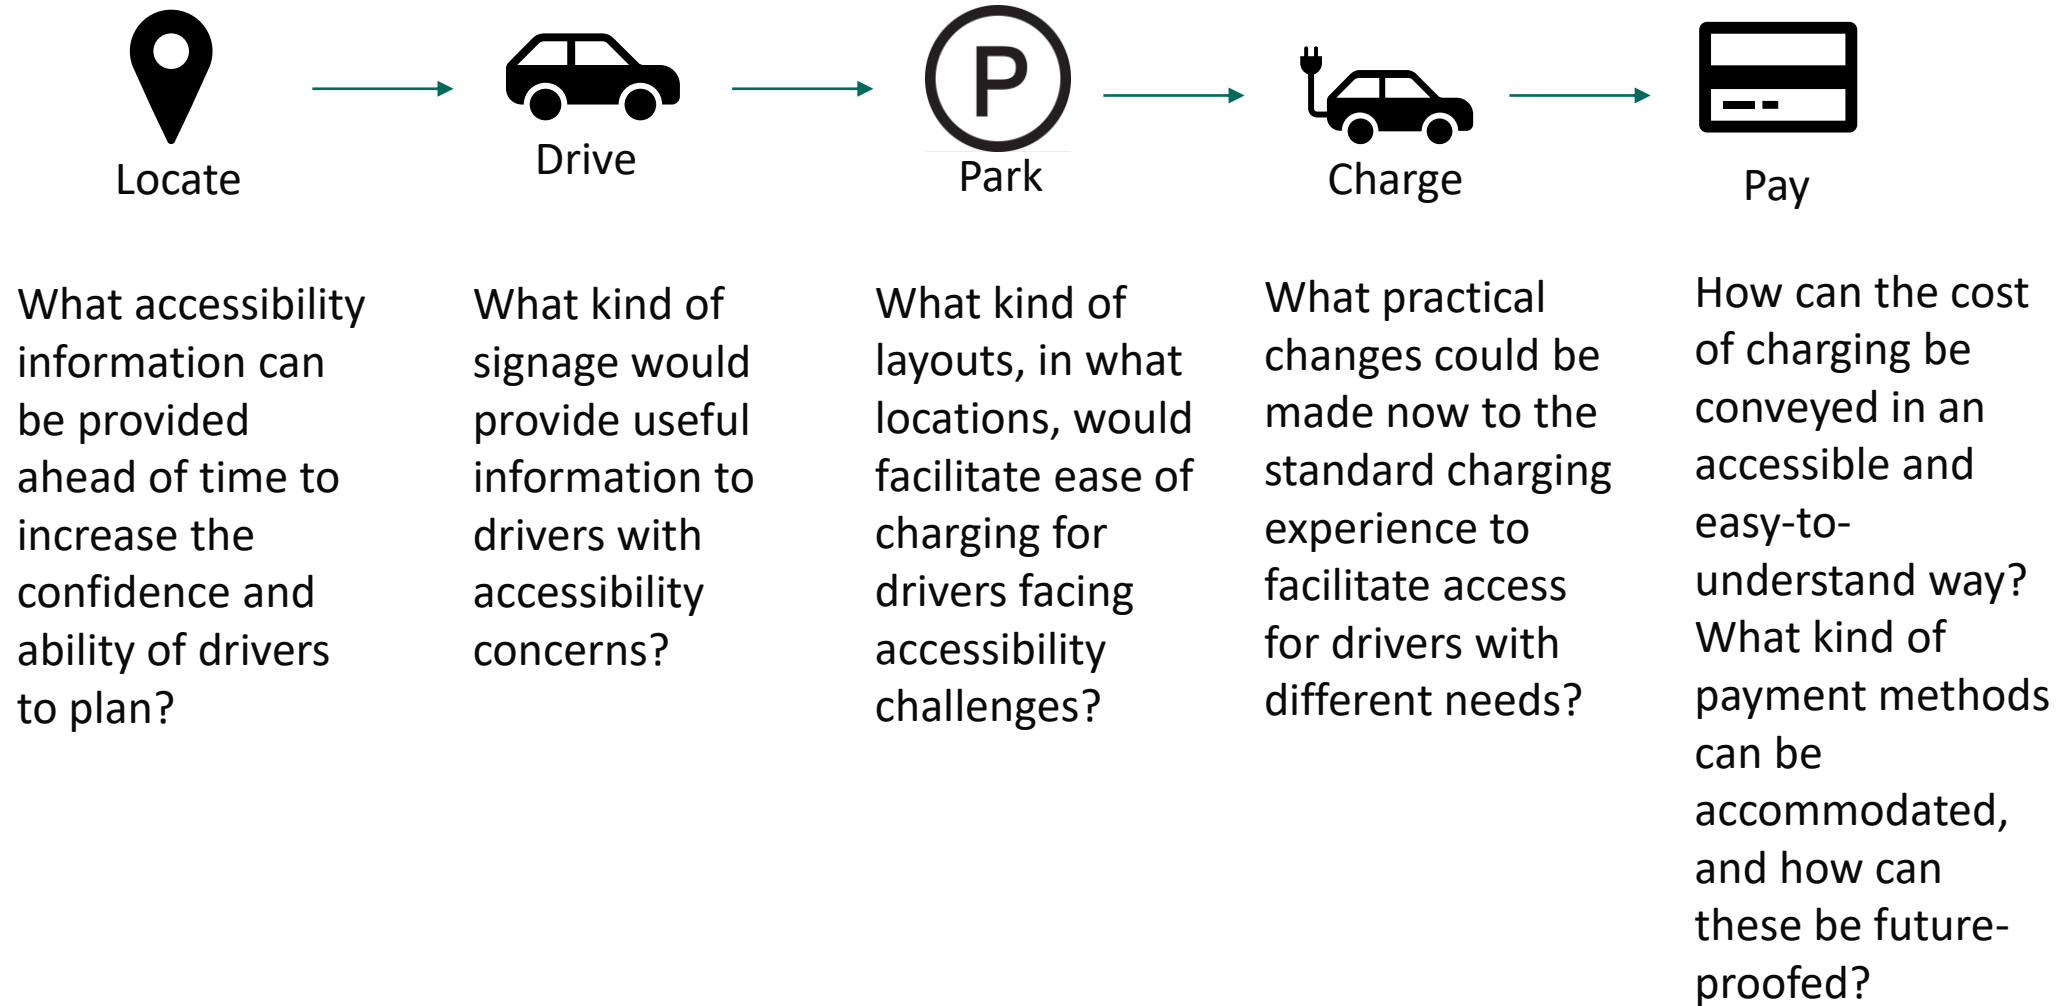 P
Locate
Drive
Park
Charge
Pay
What accessibility
information can
be provided
ahead of time to
increase the
confidence and
ability of drivers
to plan?
What kind of
signage would
provide useful
information to
drivers with
accessibility
concerns?
What kind of
layouts, in what
locations, would
facilitate ease of
charging for
drivers facing
accessibility
challenges?
What practical
changes could be
made now to the
standard charging
experience to
facilitate access
for drivers with
different needs?
How can the cost
of charging be
conveyed in an
accessible and
easy-to-
understand way?
What kind of
payment methods
can be
accommodated,
and how can
these be future-
proofed?